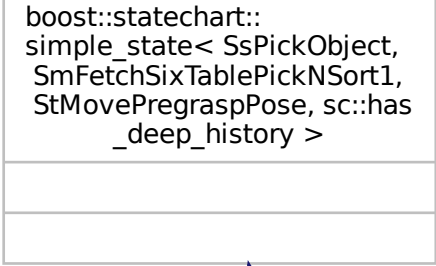 boost::statechart::
simple_state< SsPickObject,
SmFetchSixTablePickNSort1,
StMovePregraspPose, sc::has
_deep_history >